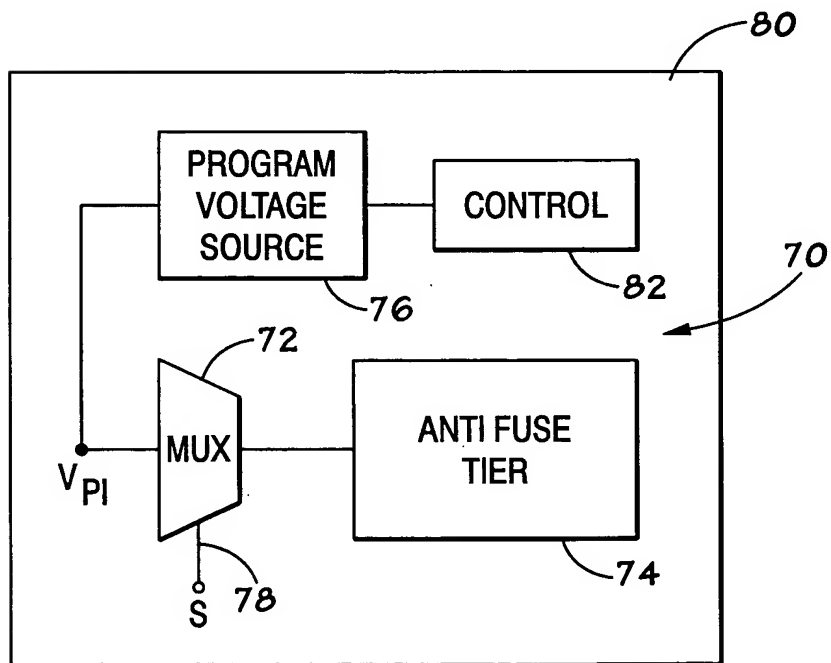 80
PROGRAM
VOLTAGE
SOURCE
CONTROL
76
82
70
72
MUX
ANTI FUSE
TIER
V PI
78
S
74